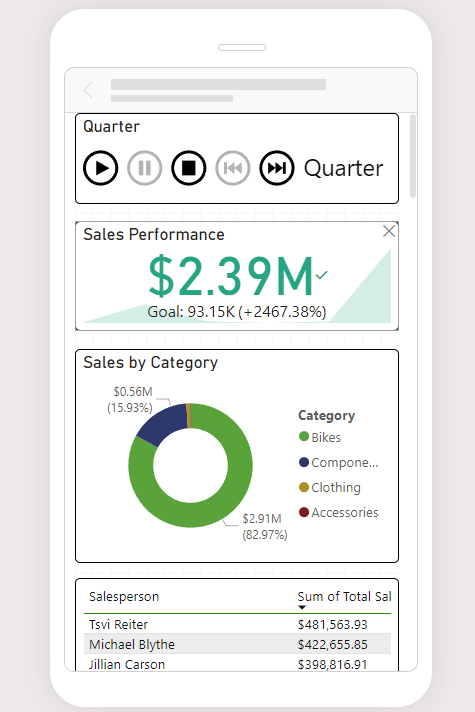 Quarter
Quarter
Sales Performance
$2.39M
Goal: 93.15K (+2467.38%)
Sales by Category
$0.56M
(15.93%)
Category
Bikes
Compone...
Clothing
Accessories
$2.91M
(82.97%)
Salesperson Sum of Total Sal
Tsvi Reiter $481,563.93
Michael Blythe $422,655.85
Jillian Carson $398,816.91